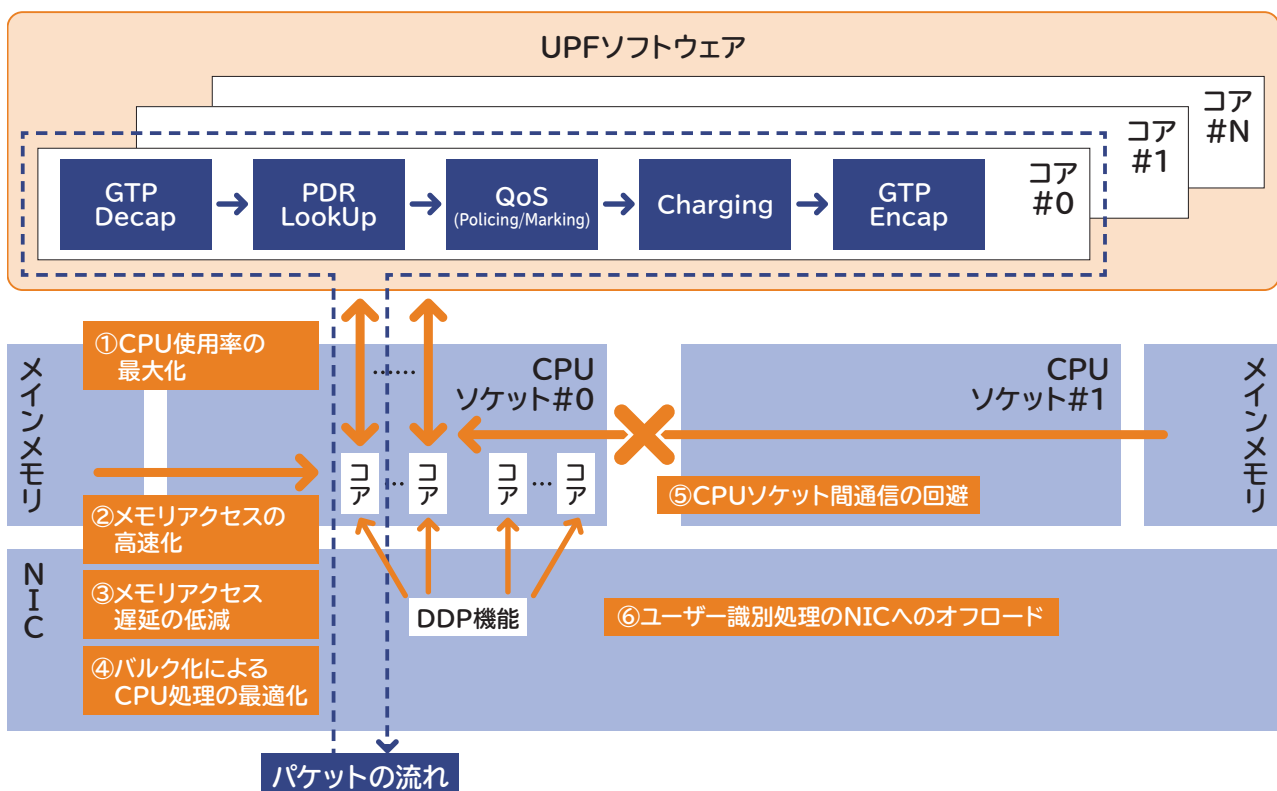 UPFソフトウェア
コア
#N
コア
#1
コア
#0
GTP
Decap
PDR
LookUp
QoS
(Policing/Marking)
Charging
GTP
Encap
①CPU使用率の
最大化
メインメモリ
……
CPU
ソケット#0
CPU
ソケット#1
メインメモリ
コア
…
コア
コア
…
コア
⑤CPUソケット間通信の回避
②メモリアクセスの
高速化
NIC
③メモリアクセス
遅延の低減
DDP機能
⑥ユーザー識別処理のNICへのオフロード
④バルク化による
CPU処理の最適化
パケットの流れ